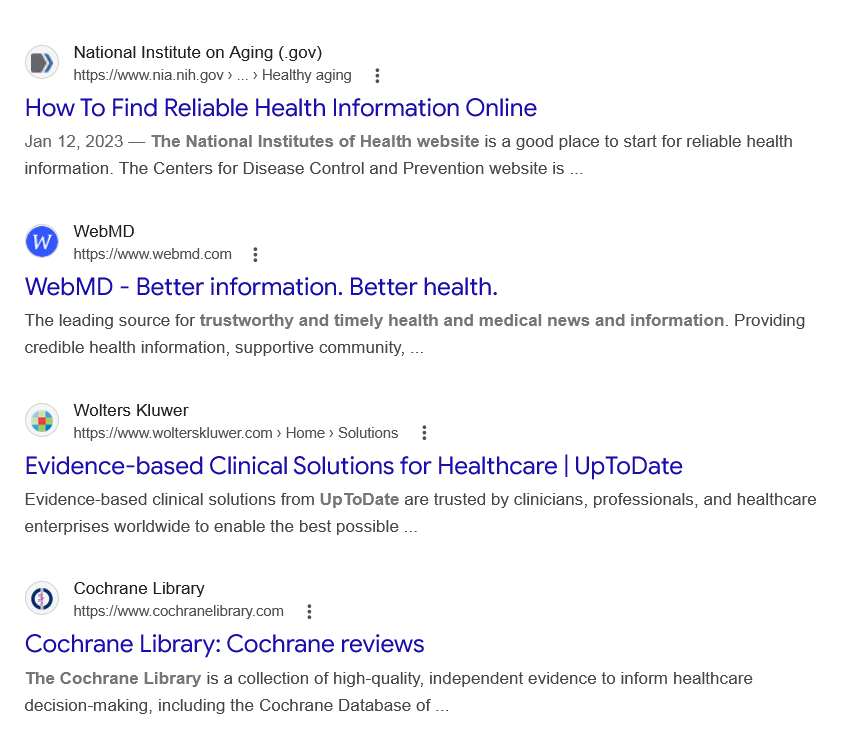 National Institute on Aging (.gov)
https://www.nia.nih.gov › ... › Healthy aging
How To Find Reliable Health Information Online
Jan 12, 2023 — The National Institutes of Health website is a good place to start for reliable health
information. The Centers for Disease Control and Prevention website is ...
W
WebMD
https://www.webmd.com
WebMD - Better information. Better health.
The leading source for trustworthy and timely health and medical news and information. Providing
credible health information, supportive community, ...
Wolters Kluwer
https://www.wolterskluwer.com › Home › Solutions
Evidence-based Clinical Solutions for Healthcare | UpToDate
Evidence-based clinical solutions from UpToDate are trusted by clinicians, professionals, and healthcare
enterprises worldwide to enable the best possible ...
Cochrane Library
https://www.cochranelibrary.com
Cochrane Library: Cochrane reviews
The Cochrane Library is a collection of high-quality, independent evidence to inform healthcare
decision-making, including the Cochrane Database of ...